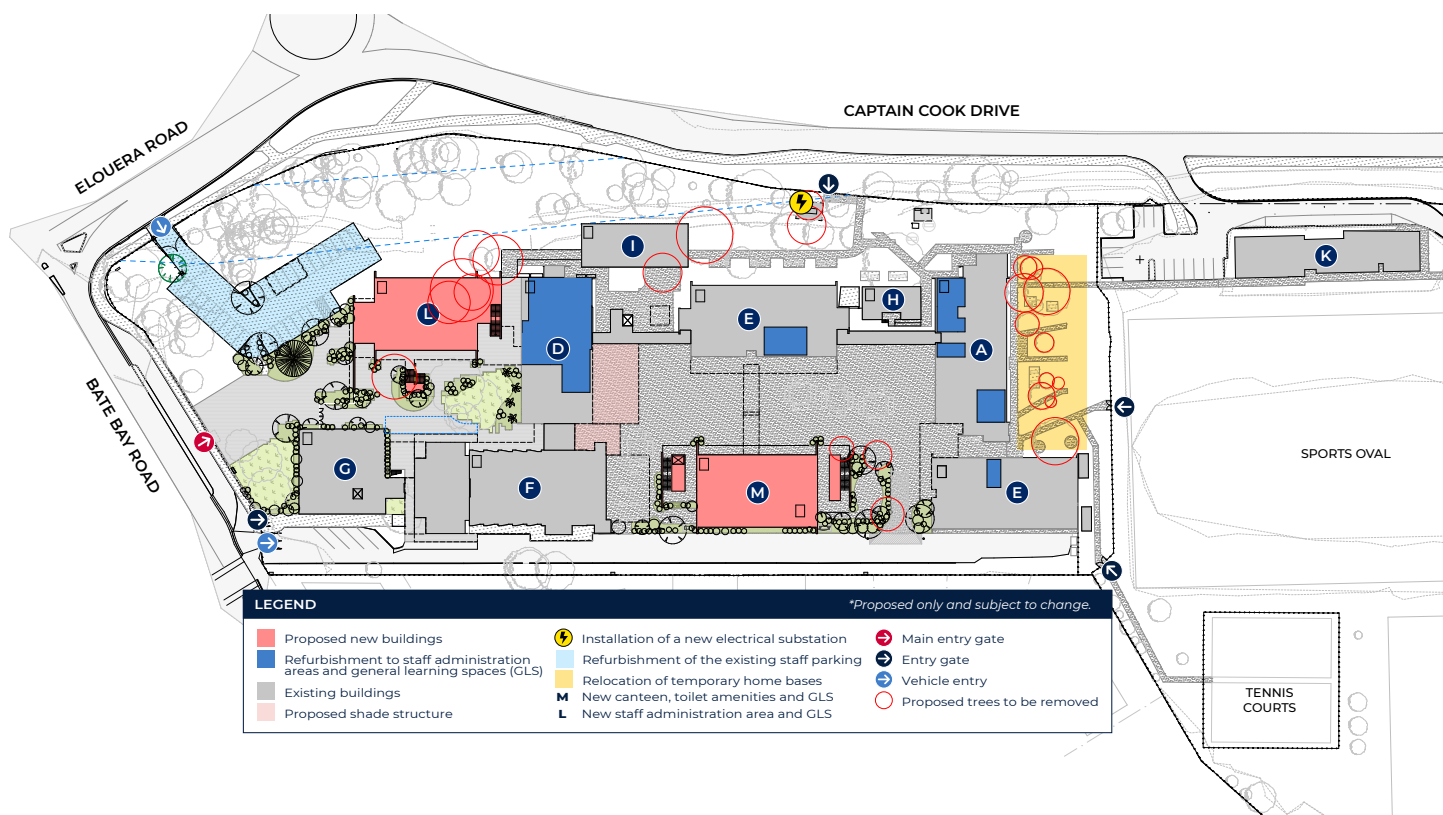 CAPTAIN COOK DRIVE
ELOUERA ROAD
BATE BAY ROAD
I
K
L
E
H
D
A
G
F
M
E
SPORTS OVAL
TENNIS
COURTS
LEGEND
*Proposed only and subject to change.
Proposed new buildings
Refurbishment to staff administration
areas and general learning spaces (GLS)
Existing buildings
Proposed shade structure
Installation of a new electrical substation
Refurbishment of the existing staff parking
Relocation of temporary home bases
M New canteen, toilet amenities and GLS
L New staff administration area and GLS
Main entry gate
Entry gate
Vehicle entry
Proposed trees to be removed